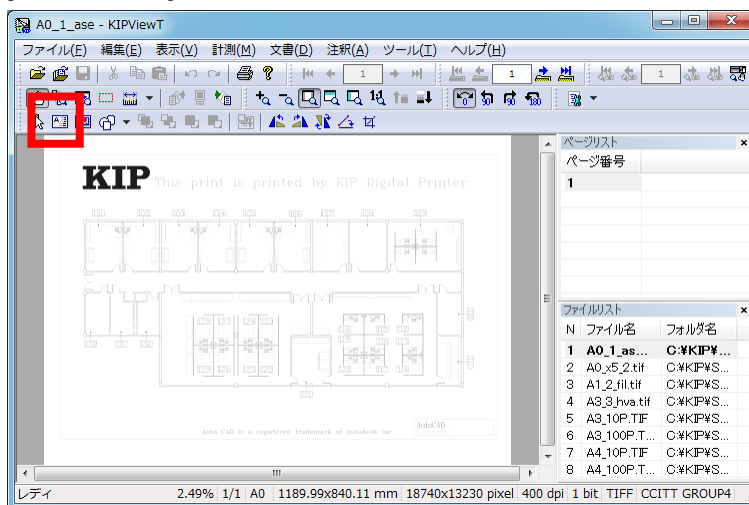 A0_1_ase - KIPViewT
ファイル(F) 編集(E) 表示(V) 計測(M) 文書(D) 注釈(A) ツール(T) ヘルプ(H)
1 1 1
KIP This print is printed by KIP Digital Printer
AutoCAD
Auto CAD is a registered trademark of Autodesk Inc.
ページリスト
ページ番号
1
ファイルリスト
N ファイル名 フォルダ名
1 A0_1_as... C:¥KIP¥...
2 A0_x5_2.tif C:¥KIP¥S...
3 A1_2_fil.tif C:¥KIP¥S...
4 A3_3_hva.tif C:¥KIP¥S...
5 A3_10P.TIF C:¥KIP¥S...
6 A3_100P.T... C:¥KIP¥S...
7 A4_10P.TIF C:¥KIP¥S...
8 A4_100P.T... C:¥KIP¥S...
レディ 2.49% 1/1 A0 1189.99x840.11 mm 18740x13230 pixel 400 dpi 1 bit TIFF CCITT GROUP4